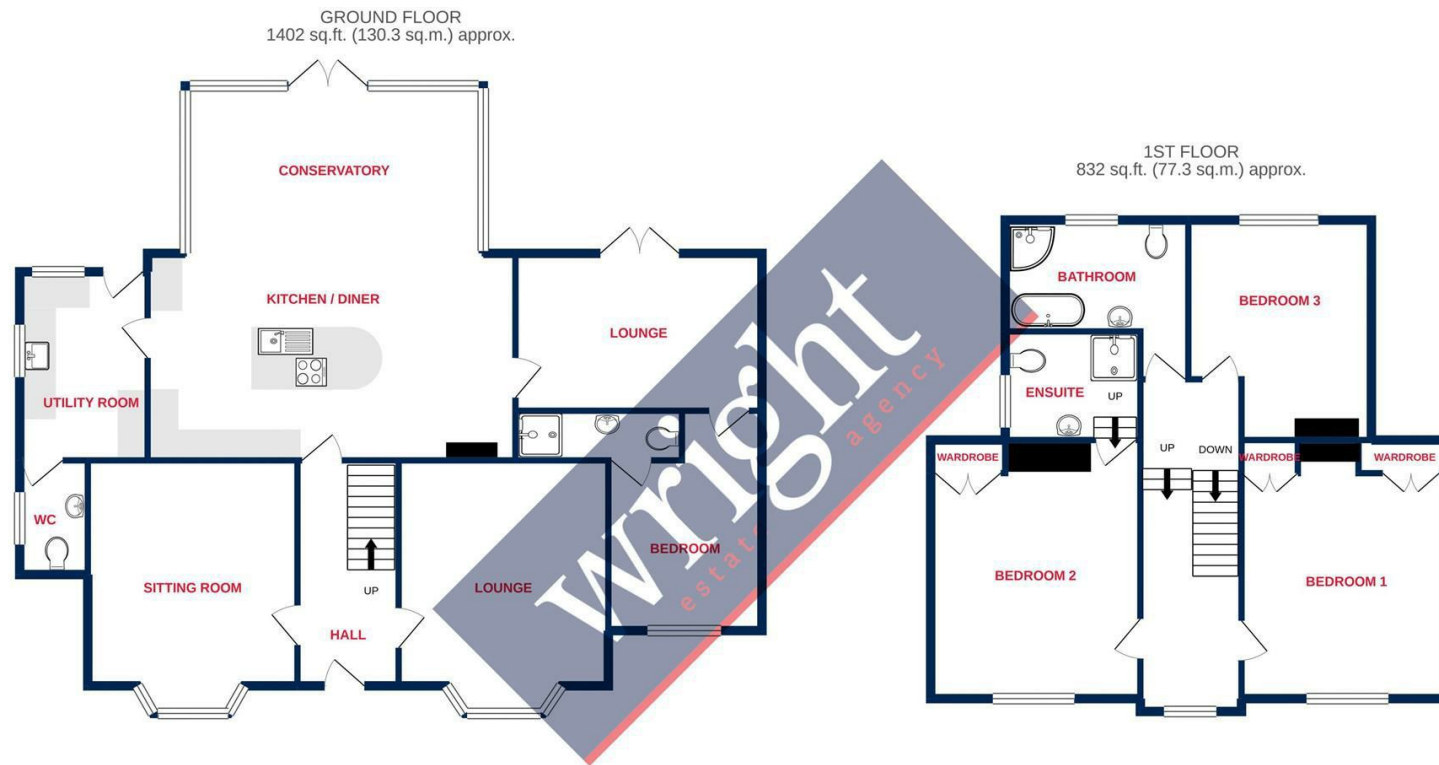 GROUND FLOOR
1402 sq.ft. (130.3 sq.m.) approx.
CONSERVATORY
KITCHEN / DINER
LOUNGE
UTILITY ROOM
WC
SITTING ROOM
UP
HALL
LOUNGE
BEDROOM
wright
estate agency
1ST FLOOR
832 sq.ft. (77.3 sq.m.) approx.
BATHROOM
BEDROOM 3
ENSUITE
UP
UP
DOWN
WARDROBE
WARDROBE
WARDROBE
BEDROOM 2
BEDROOM 1